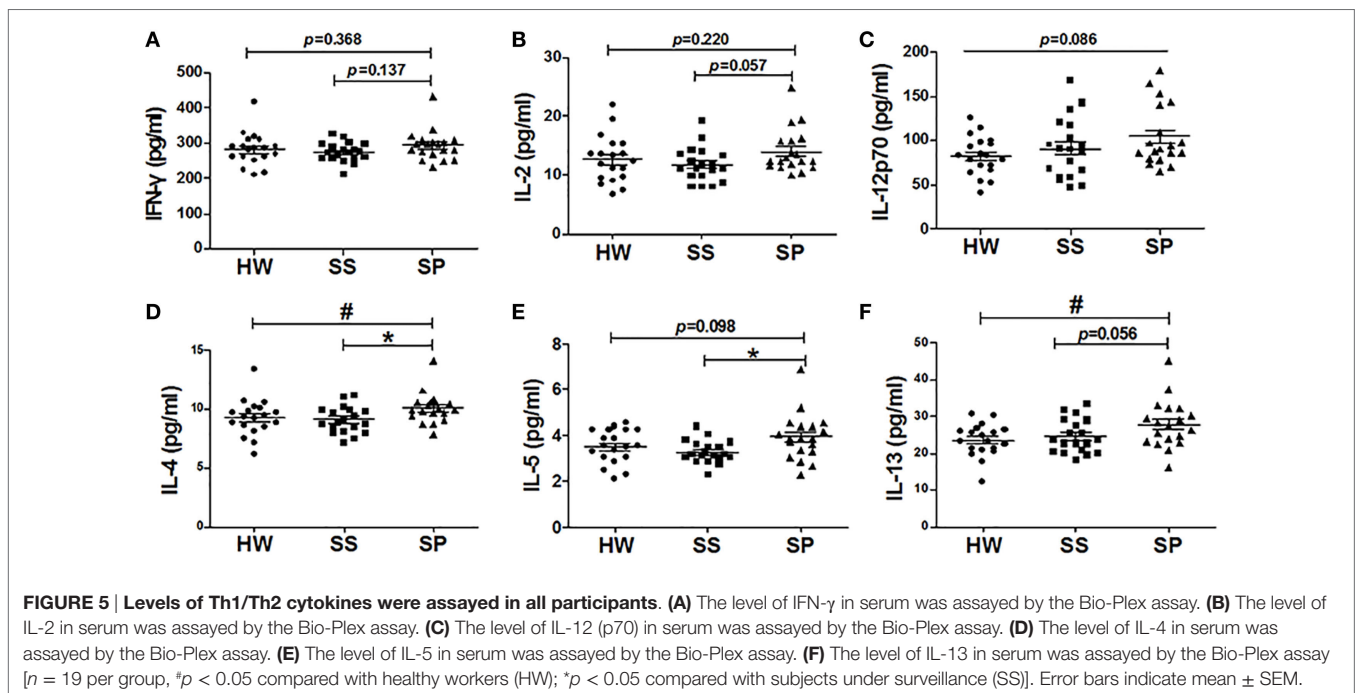 A
p=0.368
p=0.137
500
400
300
200
100
0
IFN-γ (pg/ml)
HW SS SP
B
p=0.220
p=0.057
30
20
10
0
IL-2 (pg/ml)
HW SS SP
C
p=0.086
200
150
100
50
0
IL-12p70 (pg/ml)
HW SS SP
D
#
*
15
10
5
0
IL-4 (pg/ml)
HW SS SP
E
p=0.098
*
8
6
4
2
0
IL-5 (pg/ml)
HW SS SP
F
#
p=0.056
50
40
30
20
10
0
IL-13 (pg/ml)
HW SS SP
FIGURE 5 | Levels of Th1/Th2 cytokines were assayed in all participants. (A) The level of IFN-γ in serum was assayed by the Bio-Plex assay. (B) The level of
IL-2 in serum was assayed by the Bio-Plex assay. (C) The level of IL-12 (p70) in serum was assayed by the Bio-Plex assay. (D) The level of IL-4 in serum was
assayed by the Bio-Plex assay. (E) The level of IL-5 in serum was assayed by the Bio-Plex assay. (F) The level of IL-13 in serum was assayed by the Bio-Plex assay
[n = 19 per group, #p < 0.05 compared with healthy workers (HW); *p < 0.05 compared with subjects under surveillance (SS)]. Error bars indicate mean ± SEM.